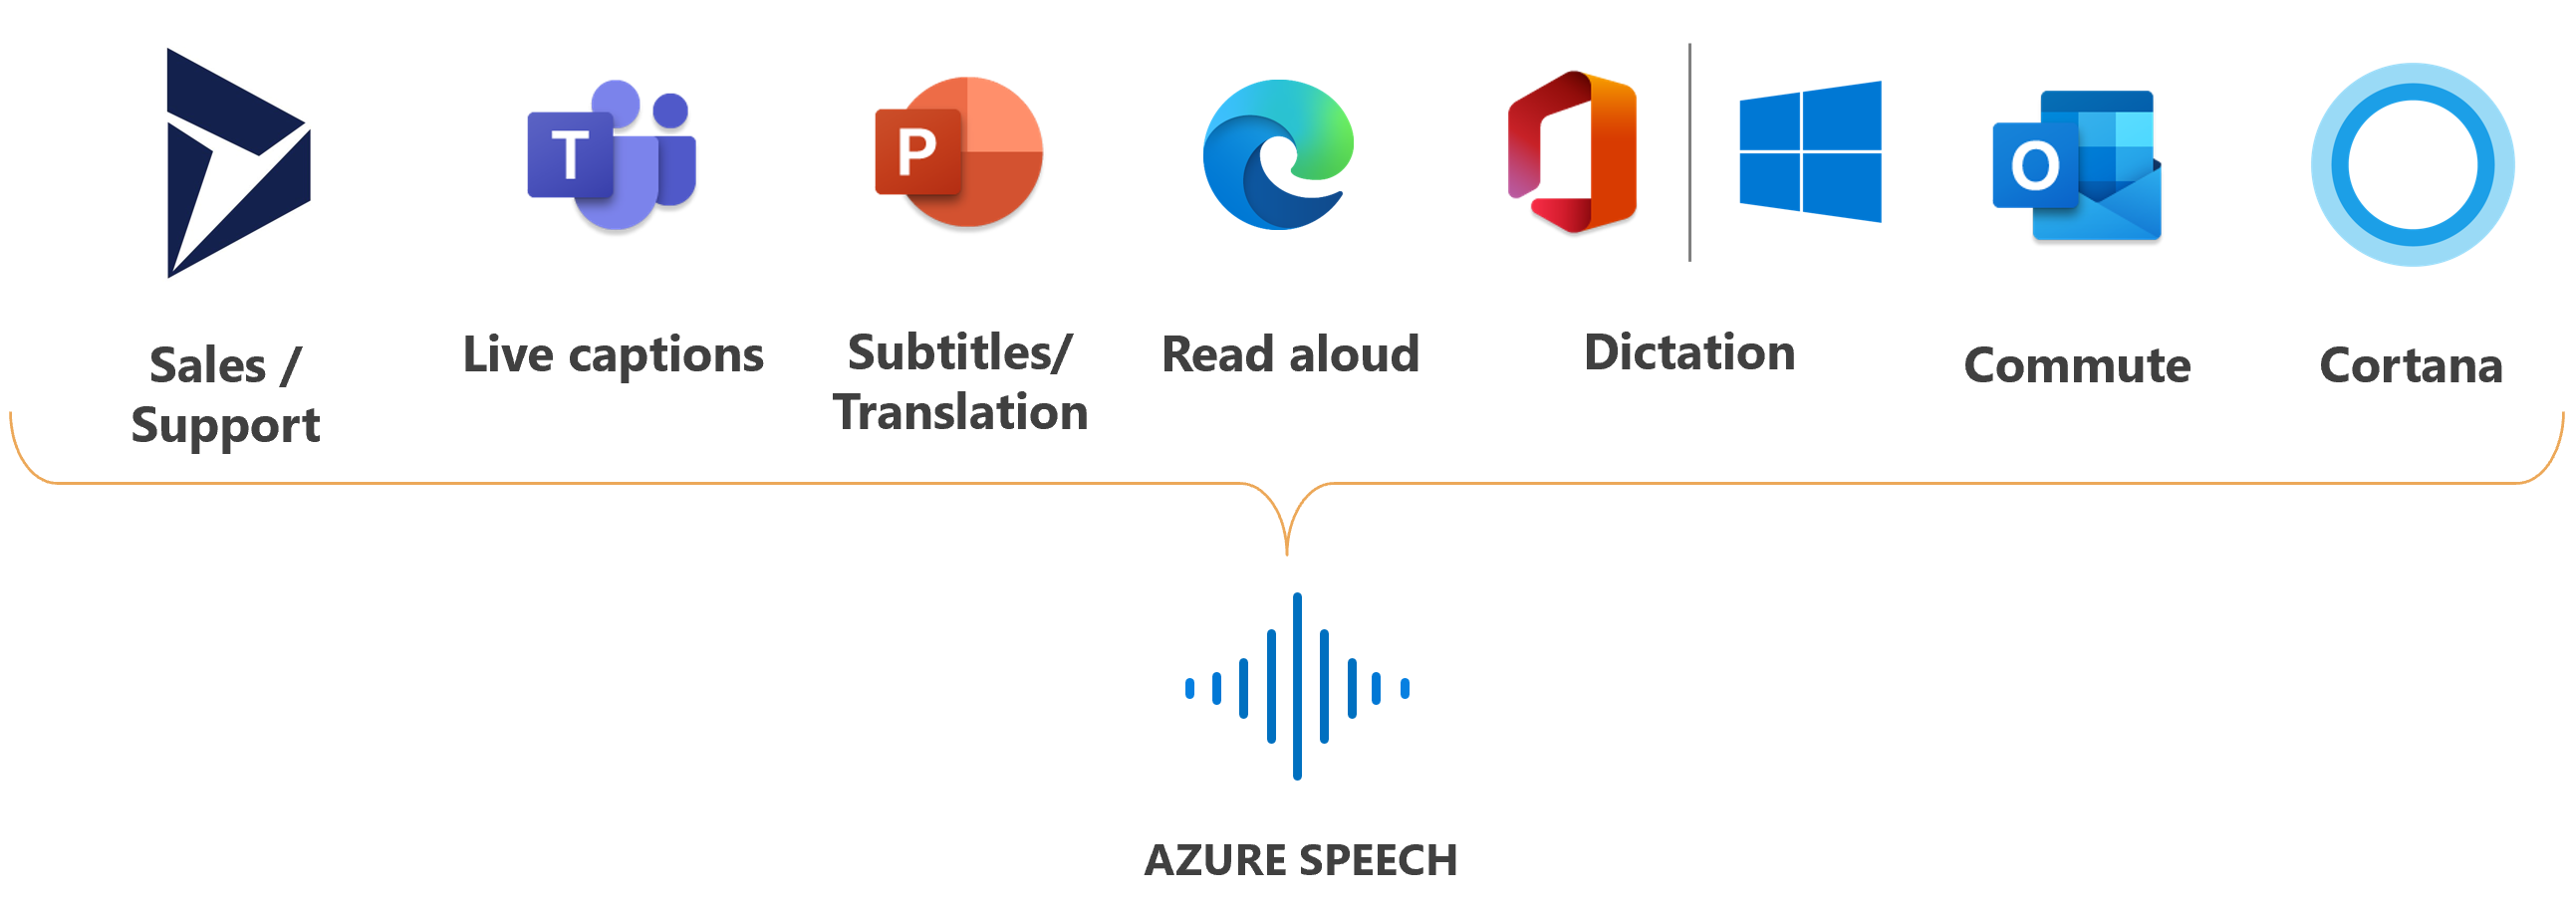 T
P
O
Sales /
Support
Live captions
Subtitles/
Translation
Read aloud
Dictation
Commute
Cortana
AZURE SPEECH